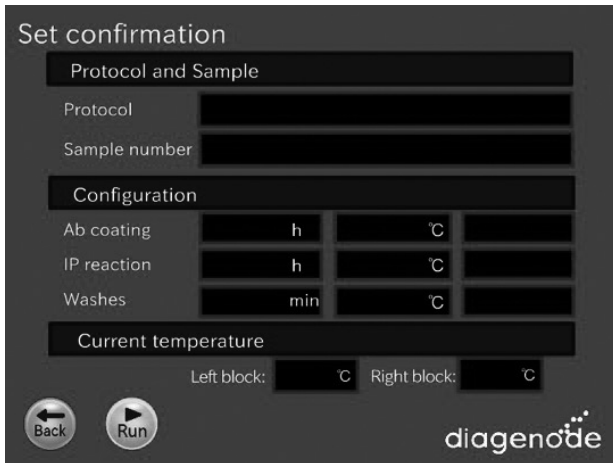 Set confirmation
Protocol and Sample
Protocol
Sample number
Configuration
Ab coating h ℃
IP reaction h ℃
Washes min ℃
Current temperature
Left block: ℃ Right block: ℃
Back Run
diagenode